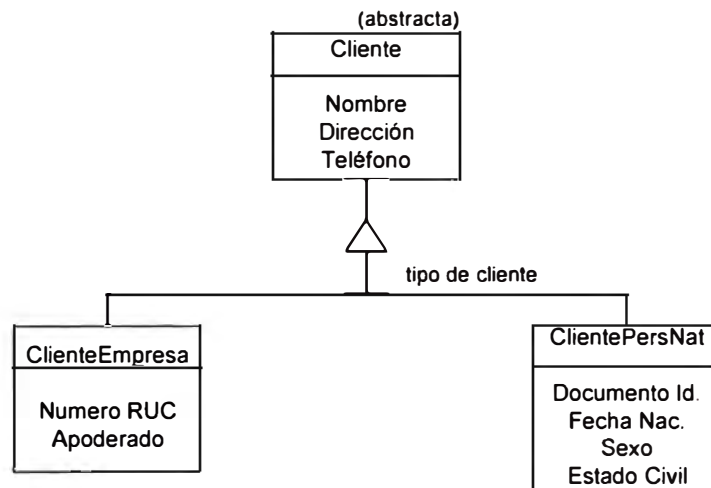 (abstracta)
Cliente
Nombre
Dirección
Teléfono
tipo de cliente
ClienteEmpresa
Numero RUC
Apoderado
ClientePersNat
Documento Id.
Fecha Nac.
Sexo
Estado Civil